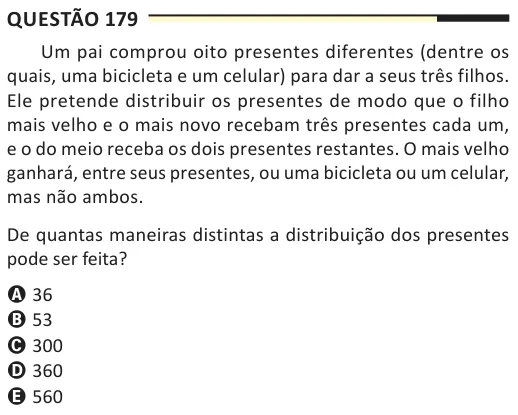 QUESTÃO 179
Um pai comprou oito presentes diferentes (dentre os
quais, uma bicicleta e um celular) para dar a seus três filhos.
Ele pretende distribuir os presentes de modo que o filho
mais velho e o mais novo recebam três presentes cada um,
e o do meio receba os dois presentes restantes. O mais velho
ganhará, entre seus presentes, ou uma bicicleta ou um celular,
mas não ambos.
De quantas maneiras distintas a distribuição dos presentes
pode ser feita?
A 36
B 53
C 300
D 360
E 560